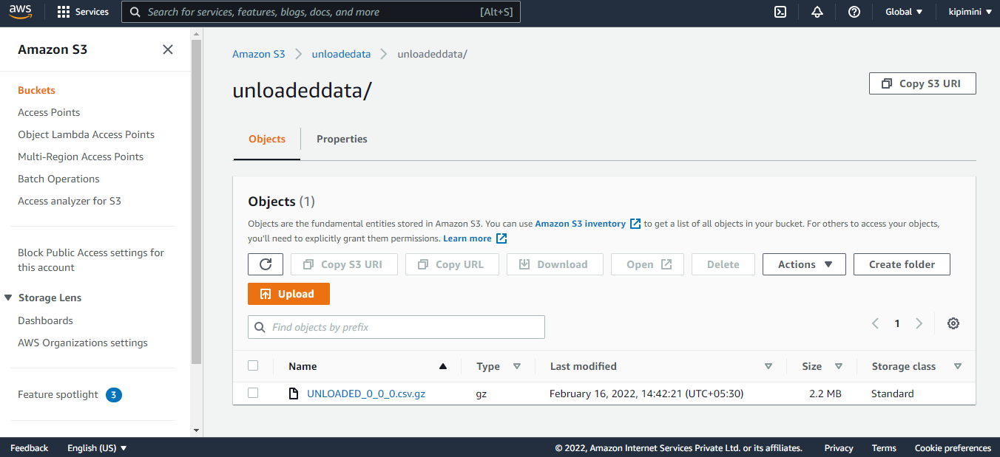 aws Services Search for services, features, blogs, docs, and more [Alt+S] Global kipimini
Amazon S3
Buckets
Access Points
Object Lambda Access Points
Multi-Region Access Points
Batch Operations
Access analyzer for S3
Block Public Access settings for
this account
Storage Lens
Dashboards
AWS Organizations settings
Feature spotlight 3
Amazon S3 unloadedata unloadeddata/
unloadeddata/
Copy S3 URI
Objects Properties
Objects (1)
Objects are the fundamental entities stored in Amazon S3. You can use Amazon S3 inventory to get a list of all objects in your bucket. For others to access your objects,
you'll need to explicitly grant them permissions. Learn more
Copy S3 URI Copy URL Download Open Delete Actions Create folder
Upload
Find objects by prefix
1
Name Type Last modified Size Storage class
UNLOADED_0_0_0.csv.gz gz February 16, 2022, 14:42:21 (UTC+05:30) 2.2 MB Standard
Feedback English (US) © 2022, Amazon Internet Services Private Ltd. or its affiliates. Privacy Terms Cookie preferences